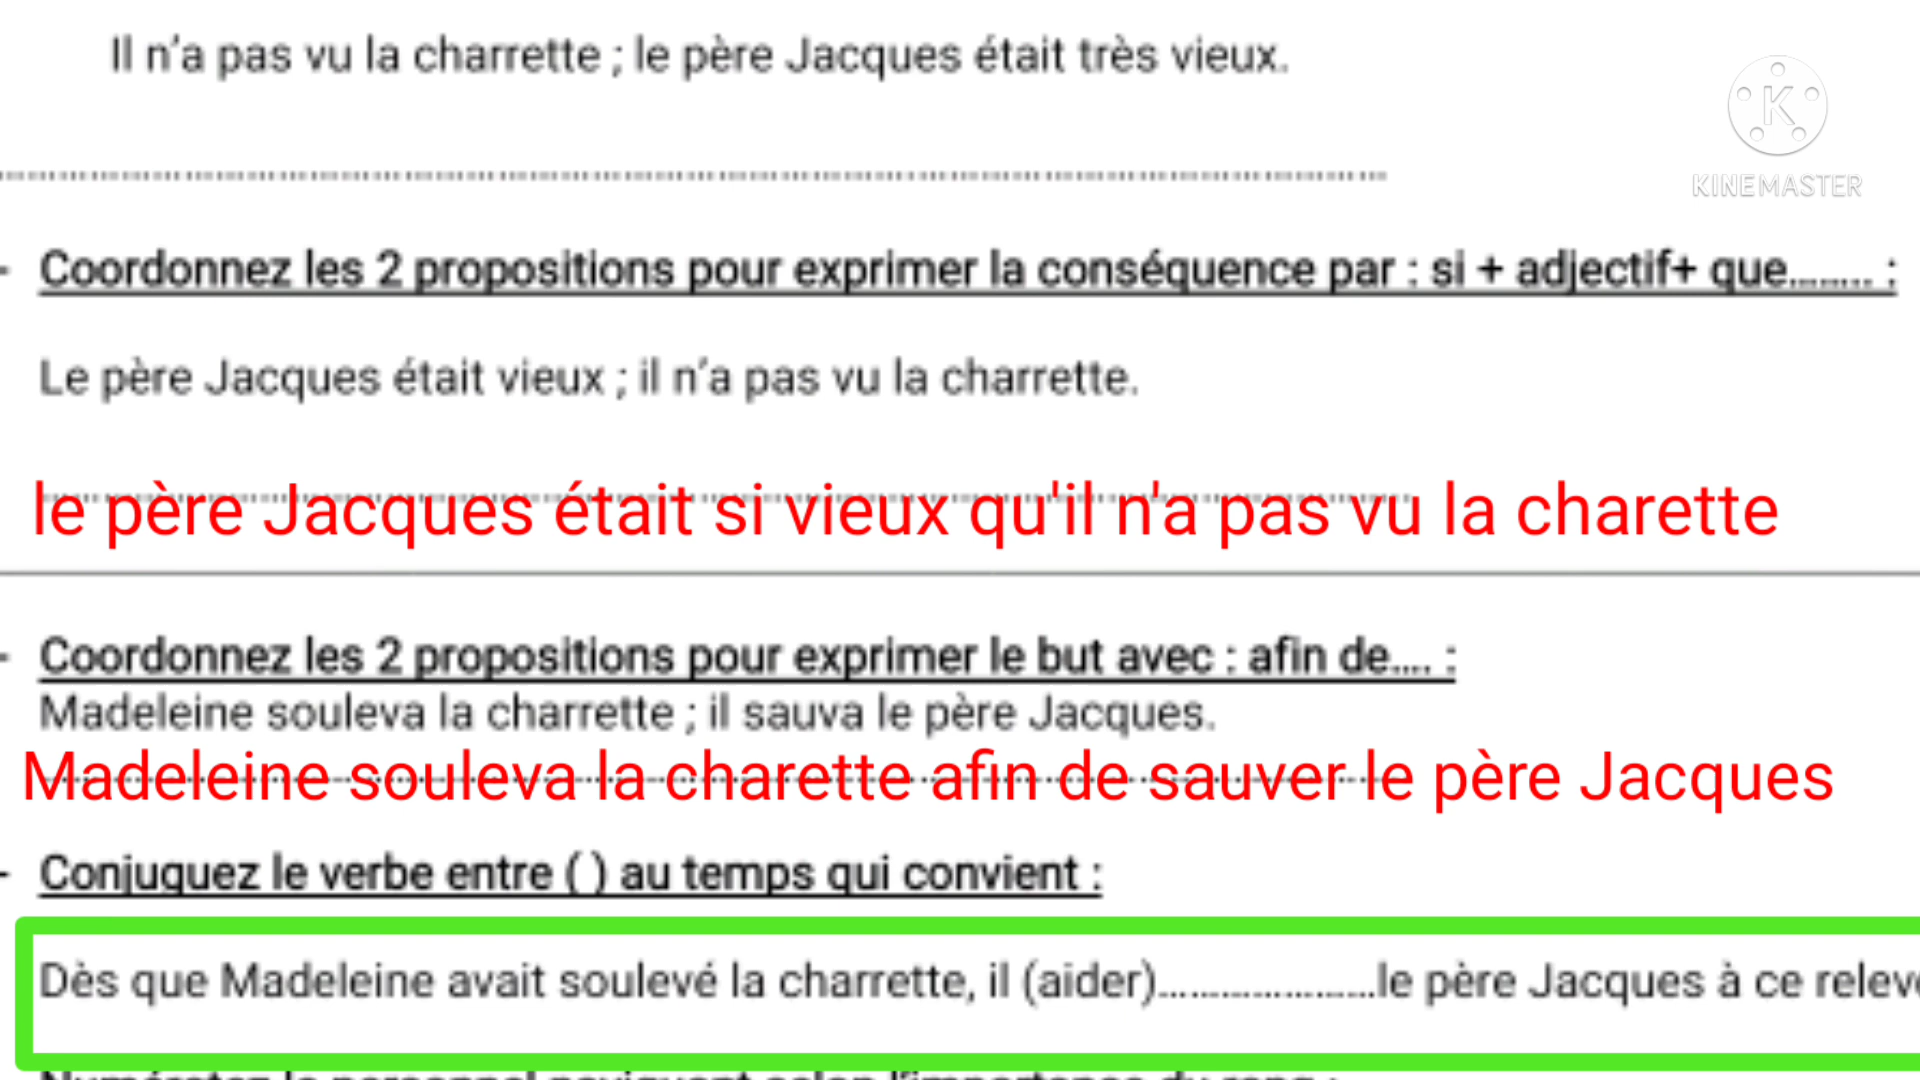 Il n'a pas vu la charrette ; le père Jacques était très vieux.
KINEMASTER
- Coordonnez les 2 propositions pour exprimer la conséquence par : si + adjectif+ que........ :
Le père Jacques était vieux ; il n'a pas vu la charrette.
le père Jacques était si vieux qu'il n'a pas vu la charette
- Coordonnez les 2 propositions pour exprimer le but avec : afin de.... :
Madeleine souleva la charrette ; il sauva le père Jacques.
Madeleine souleva la charette afin de sauver le père Jacques
- Conjuguez le verbe entre ( ) au temps qui convient :
Dès que Madeleine avait soulevé la charrette, il (aider)......................le père Jacques à ce releve